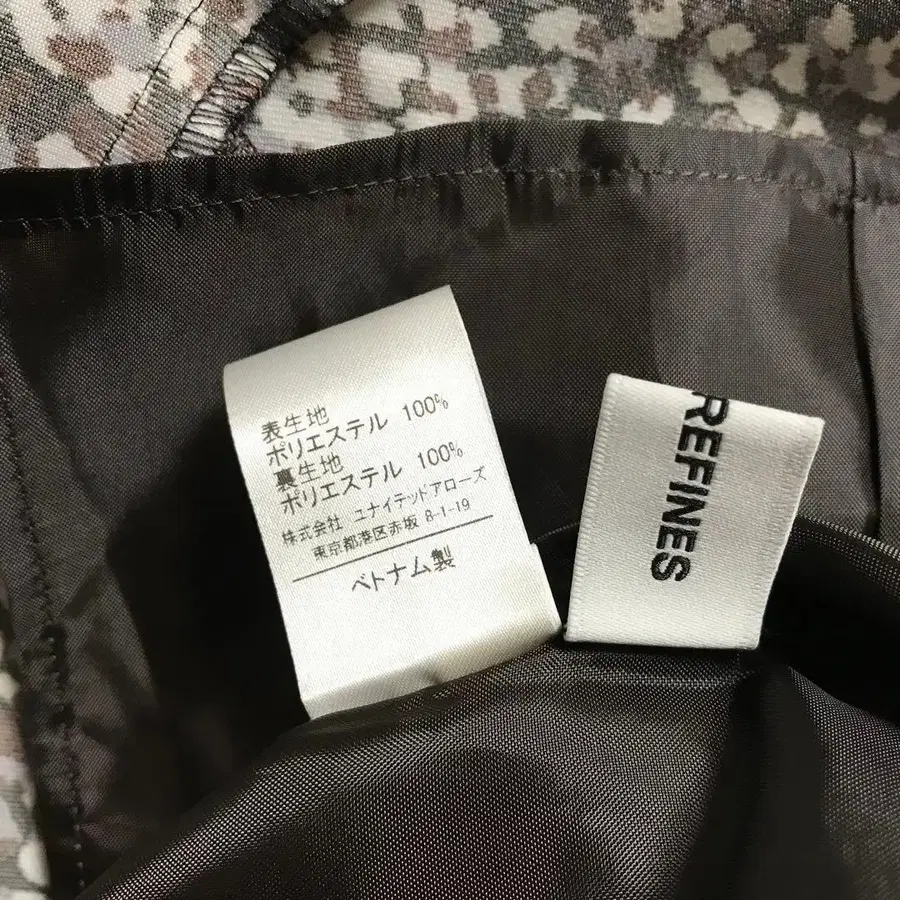 表生地
ポリエステル 100%
裏生地
ポリエステル 100%
株式会社 ユナイテッドアローズ
東京都港区赤坂 8-1-19
ベトナム製
REFINES